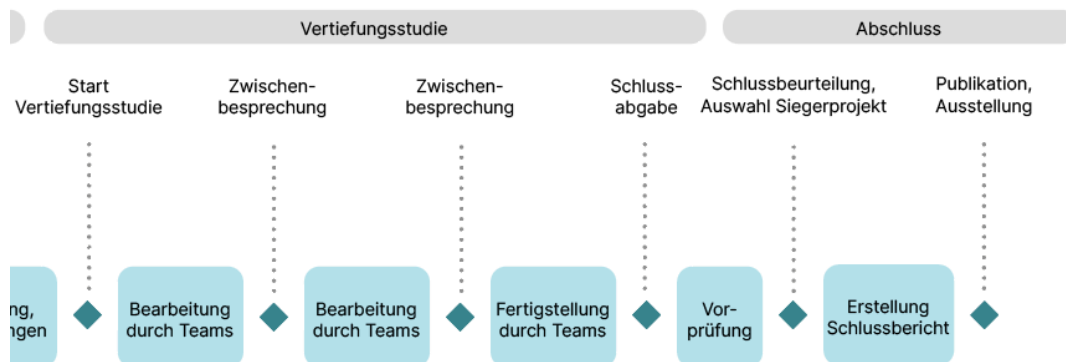 Vertiefungsstudie
Abschluss
Start
Vertiefungsstudie
Zwischen-
besprechung
Zwischen-
besprechung
Schluss-
abgabe
Schlussbeurteilung,
Auswahl Siegerprojekt
Publikation,
Ausstellung
ng,
ngen
Bearbeitung
durch Teams
Bearbeitung
durch Teams
Fertigstellung
durch Teams
Vor-
prüfung
Erstellung
Schlussbericht